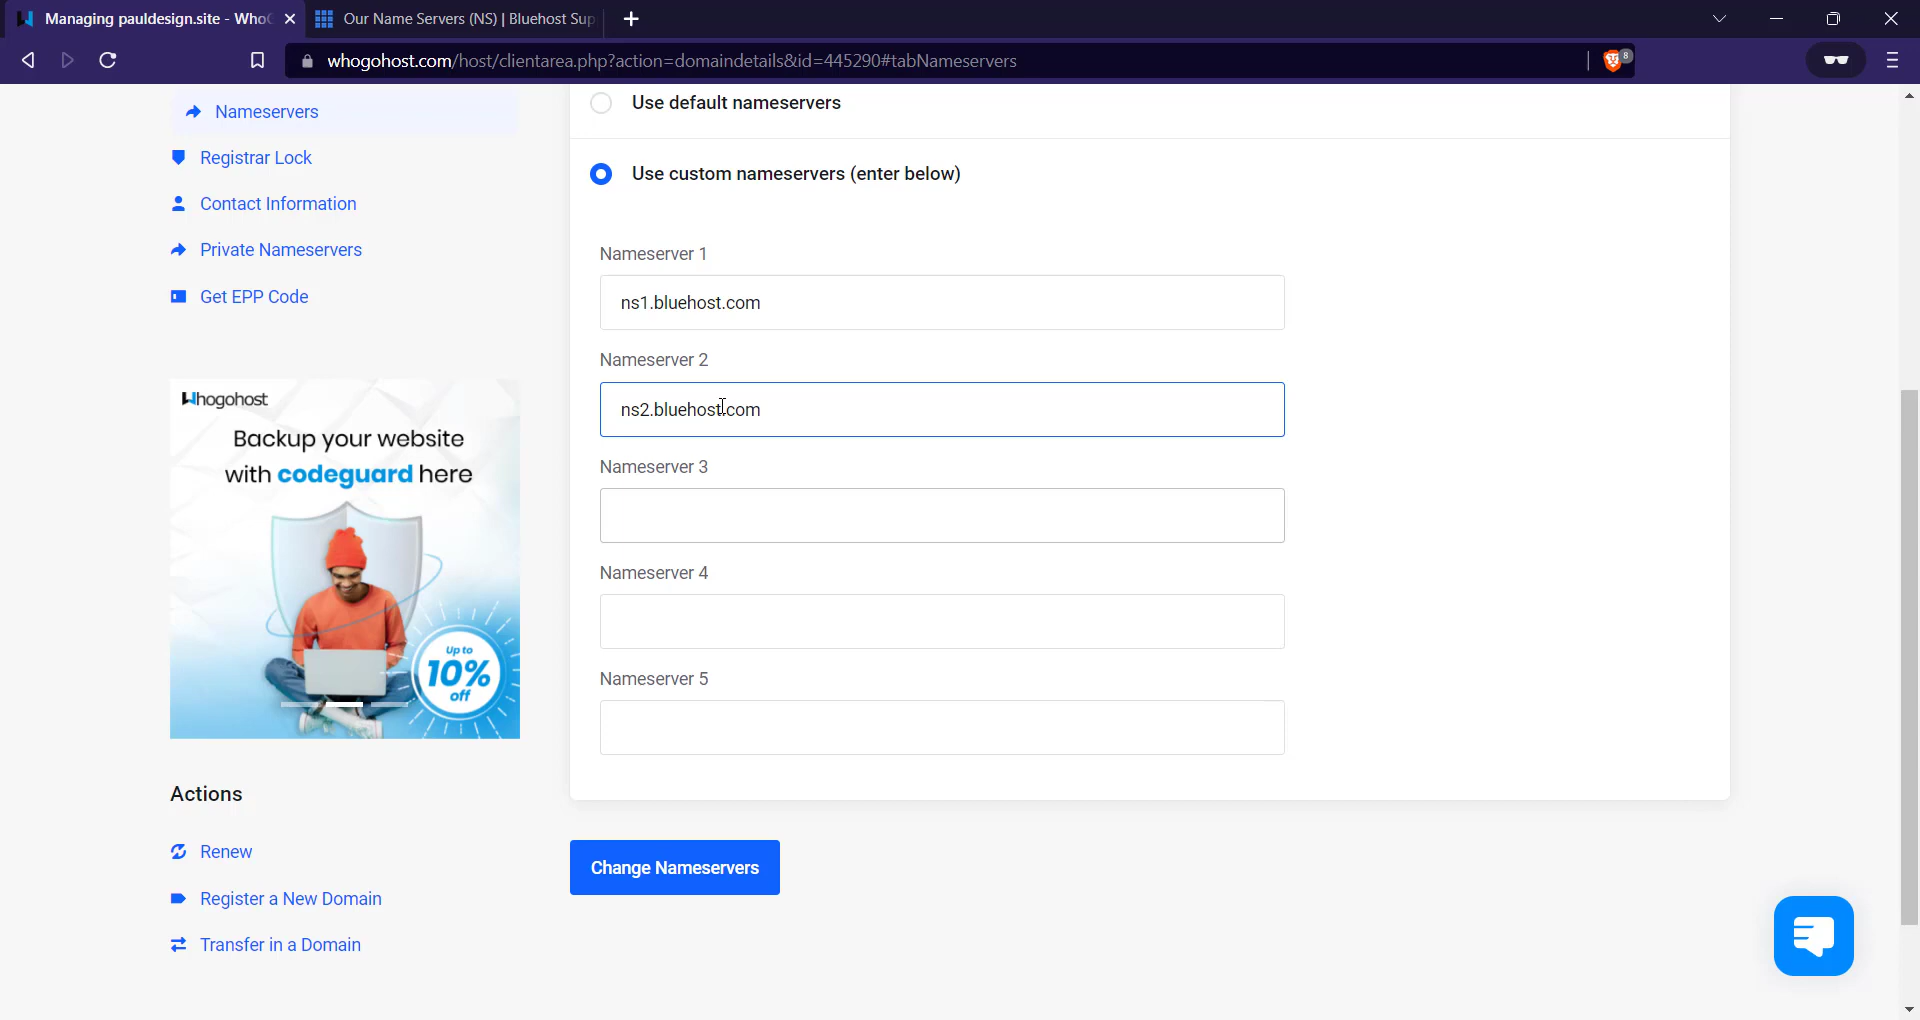 Managing pauldesign.site - WhoG
Our Name Servers (NS) | Bluehost Sup
whogohost.com/host/clientarea.php?action=domaindetails&id=445290#tabNameservers
8
Nameservers
Registrar Lock
Contact Information
Private Nameservers
Get EPP Code
Whogohost
Backup your website
with codeguard here
Up to
10%
off
Actions
Renew
Register a New Domain
Transfer in a Domain
Use default nameservers
Use custom nameservers (enter below)
Nameserver 1
ns1.bluehost.com
Nameserver 2
ns2.bluehost.com
Nameserver 3
Nameserver 4
Nameserver 5
Change Nameservers